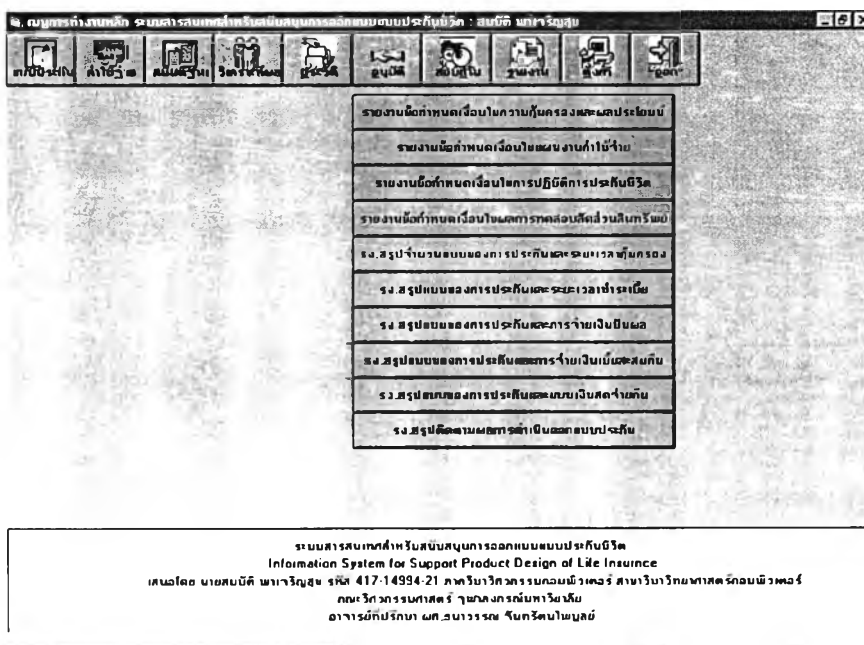 เมนูการทำงานหลัก ระบบสารสนเทศสำหรับสนับสนุนการออกแบบแบบประกันชีวิต : สมบัติ
ค่าใช้จ่าย ประวัติ อนุมัติ รายงาน
รายงานข้อกำหนดเงื่อนไขความคุ้มครองและผลประโยชน์
รายงานข้อกำหนดเงื่อนไขแผนงานค่าใช้จ่าย
รายงานข้อกำหนดเงื่อนไขการปฏิบัติการประกันชีวิต
รายงานข้อกำหนดเงื่อนไขผลการทดสอบสัดส่วนสินทรัพย์
รง.สรุปจำนวนแบบของการประกันและระยะเวลาคุ้มครอง
รง.สรุปแบบของการประกันและระยะเวลาชำระเบี้ย
รง.สรุปแบบของการประกันและการจ่ายเงินปันผล
รง.สรุปแบบของการประกันและการจ่ายเงินเบี้ยสะสมคืน
รง.สรุปแบบของการประกันและแบบเงินสดจ่ายคืน
รง.สรุปติดตามผลการดำเนินออกแบบประกัน
ระบบสารสนเทศสำหรับสนับสนุนการออกแบบแบบประกันชีวิต
Information System for Support Product Design of Life Insurnce
เสนอโดย นายสมบัติ รหัส 417-14994-21 ภาควิชาวิศวกรรมคอมพิวเตอร์ สาขาวิชาวิทยาศาสตร์คอมพิวเตอร์
คณะวิศวกรรมศาสตร์ จุฬาลงกรณ์มหาวิยาลัย
อาจารย์ที่ปรึกษา ผศ.ธนาวรรณ จันทรัตนไพบูลย์